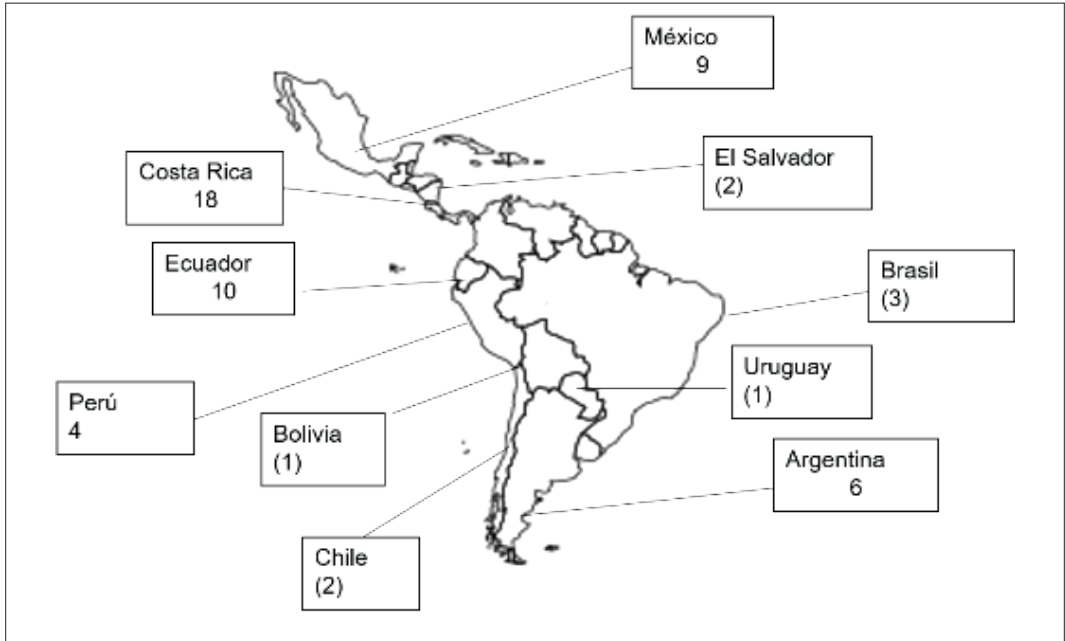 México
9
El Salvador
(2)
Costa Rica
18
Ecuador
10
Brasil
(3)
Uruguay
(1)
Perú
4
Bolivia
(1)
Argentina
6
Chile
(2)